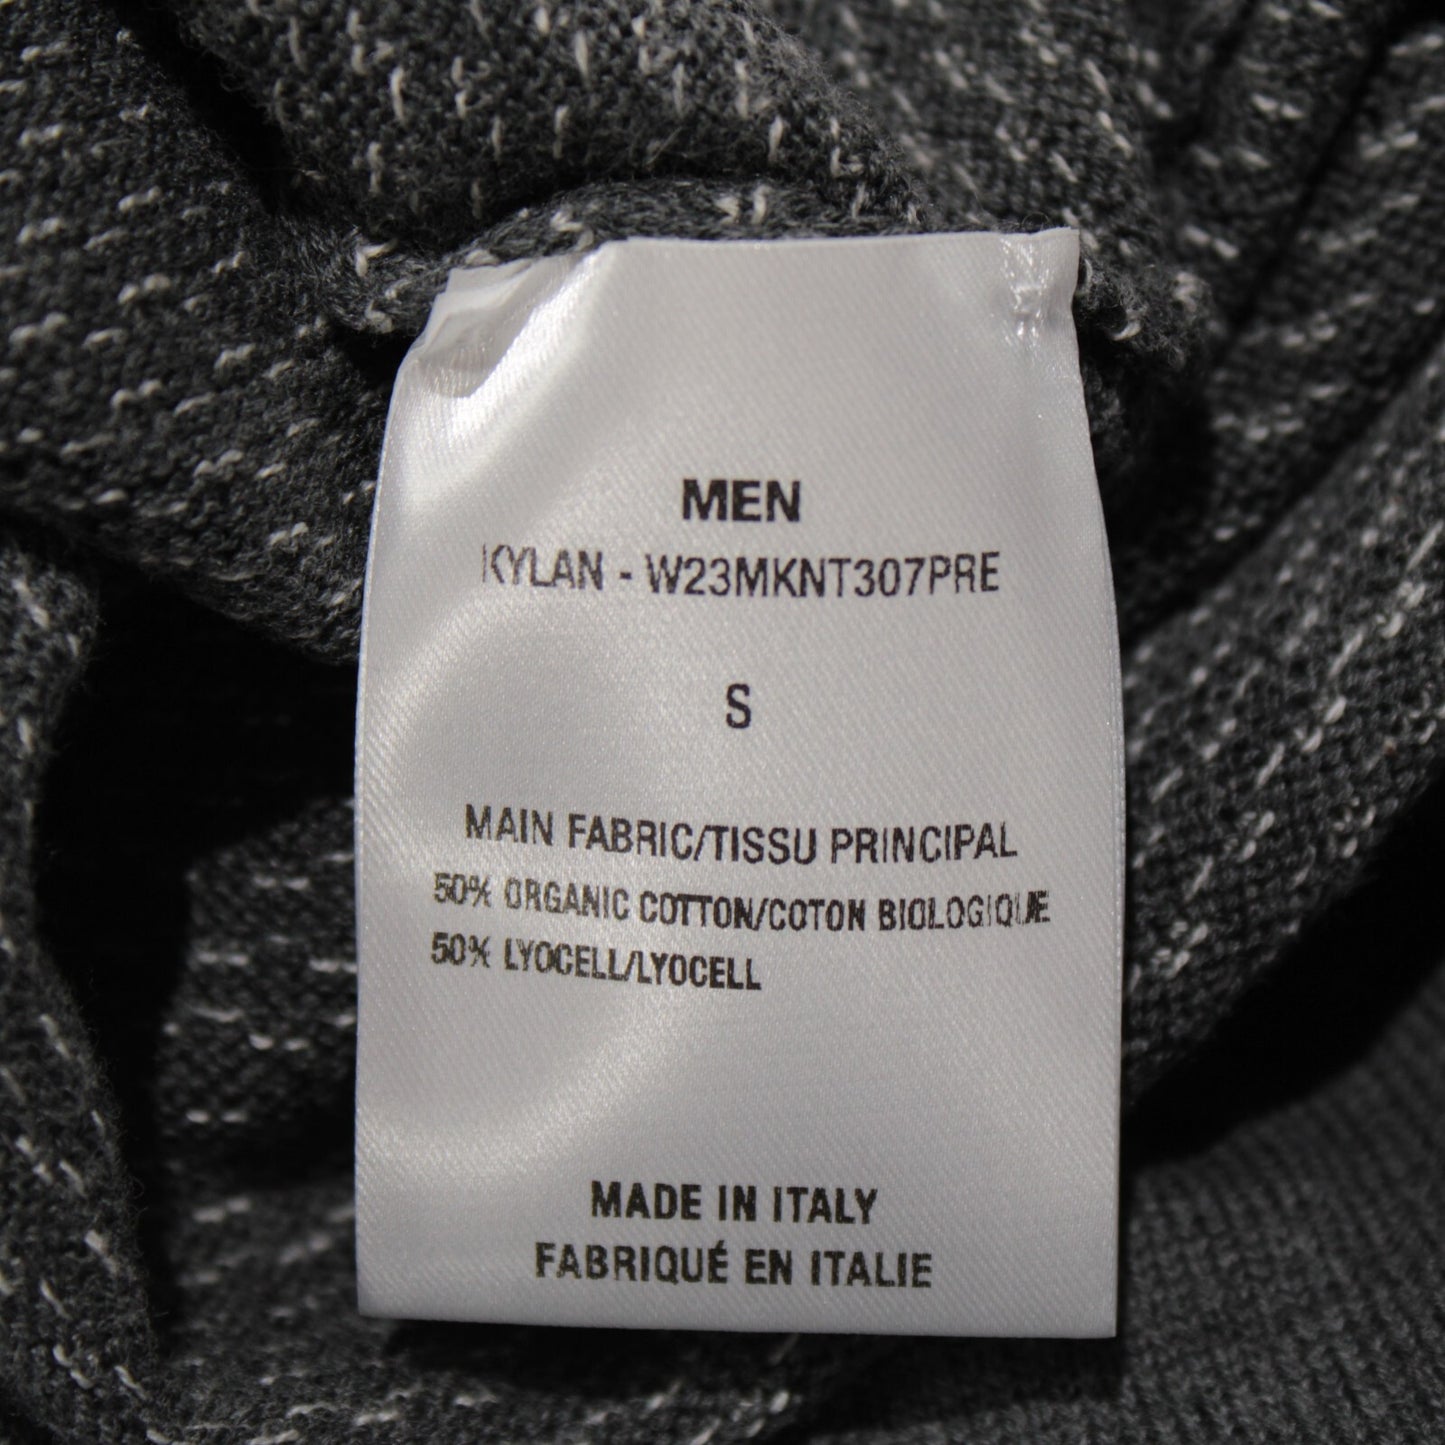 MEN
KYLAN - W23MKNT307PRE
S
MAIN FABRIC/TISSU PRINCIPAL
50% ORGANIC COTTON/COTON BIOLOGIQUE
50% LYOCELL/LYOCELL
MADE IN ITALY
FABRIQUÉ EN ITALIE